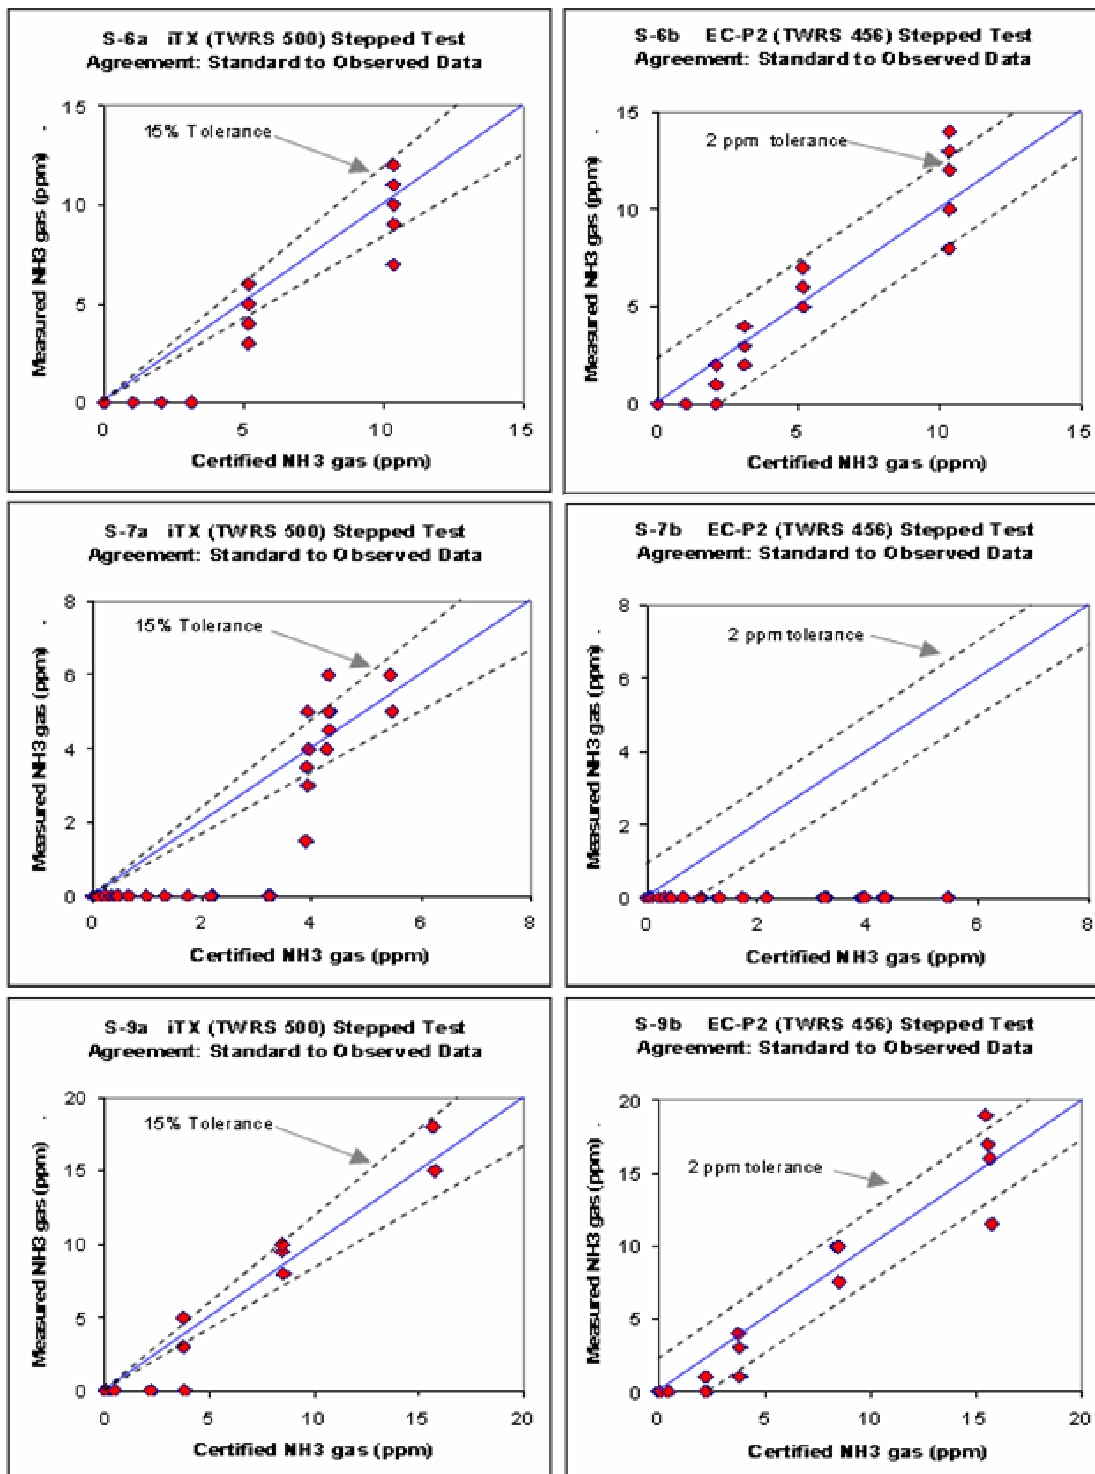 S-6a iTX (TWRS 500) Stepped Test
Agreement: Standard to Observed Data
15
10
5
0
Measured NH3 gas (ppm) .
15% Tolerance
0 5 10 15
Certified NH3 gas (ppm)
S-6b EC-P2 (TWRS 456) Stepped Test
Agreement: Standard to Observed Data
15
10
5
0
Measured NH3 gas (ppm) .
2 ppm tolerance
0 5 10 15
Certified NH3 gas (ppm)
S-7a iTX (TWRS 500) Stepped Test
Agreement: Standard to Observed Data
8
6
4
2
0
Measured NH3 gas (ppm) .
15% Tolerance
0 2 4 6 8
Certified NH3 gas (ppm)
S-7b EC-P2 (TWRS 456) Stepped Test
Agreement: Standard to Observed Data
8
6
4
2
0
Measured NH3 gas (ppm) .
2 ppm tolerance
0 2 4 6 8
Certified NH3 gas (ppm)
S-9a iTX (TWRS 500) Stepped Test
Agreement: Standard to Observed Data
20
15
10
5
0
Measured NH3 gas (ppm) .
15% Tolerance
0 5 10 15 20
Certified NH3 gas (ppm)
S-9b EC-P2 (TWRS 456) Stepped Test
Agreement: Standard to Observed Data
20
15
10
5
0
Measured NH3 gas (ppm) .
2 ppm tolerance
0 5 10 15 20
Certified NH3 gas (ppm)